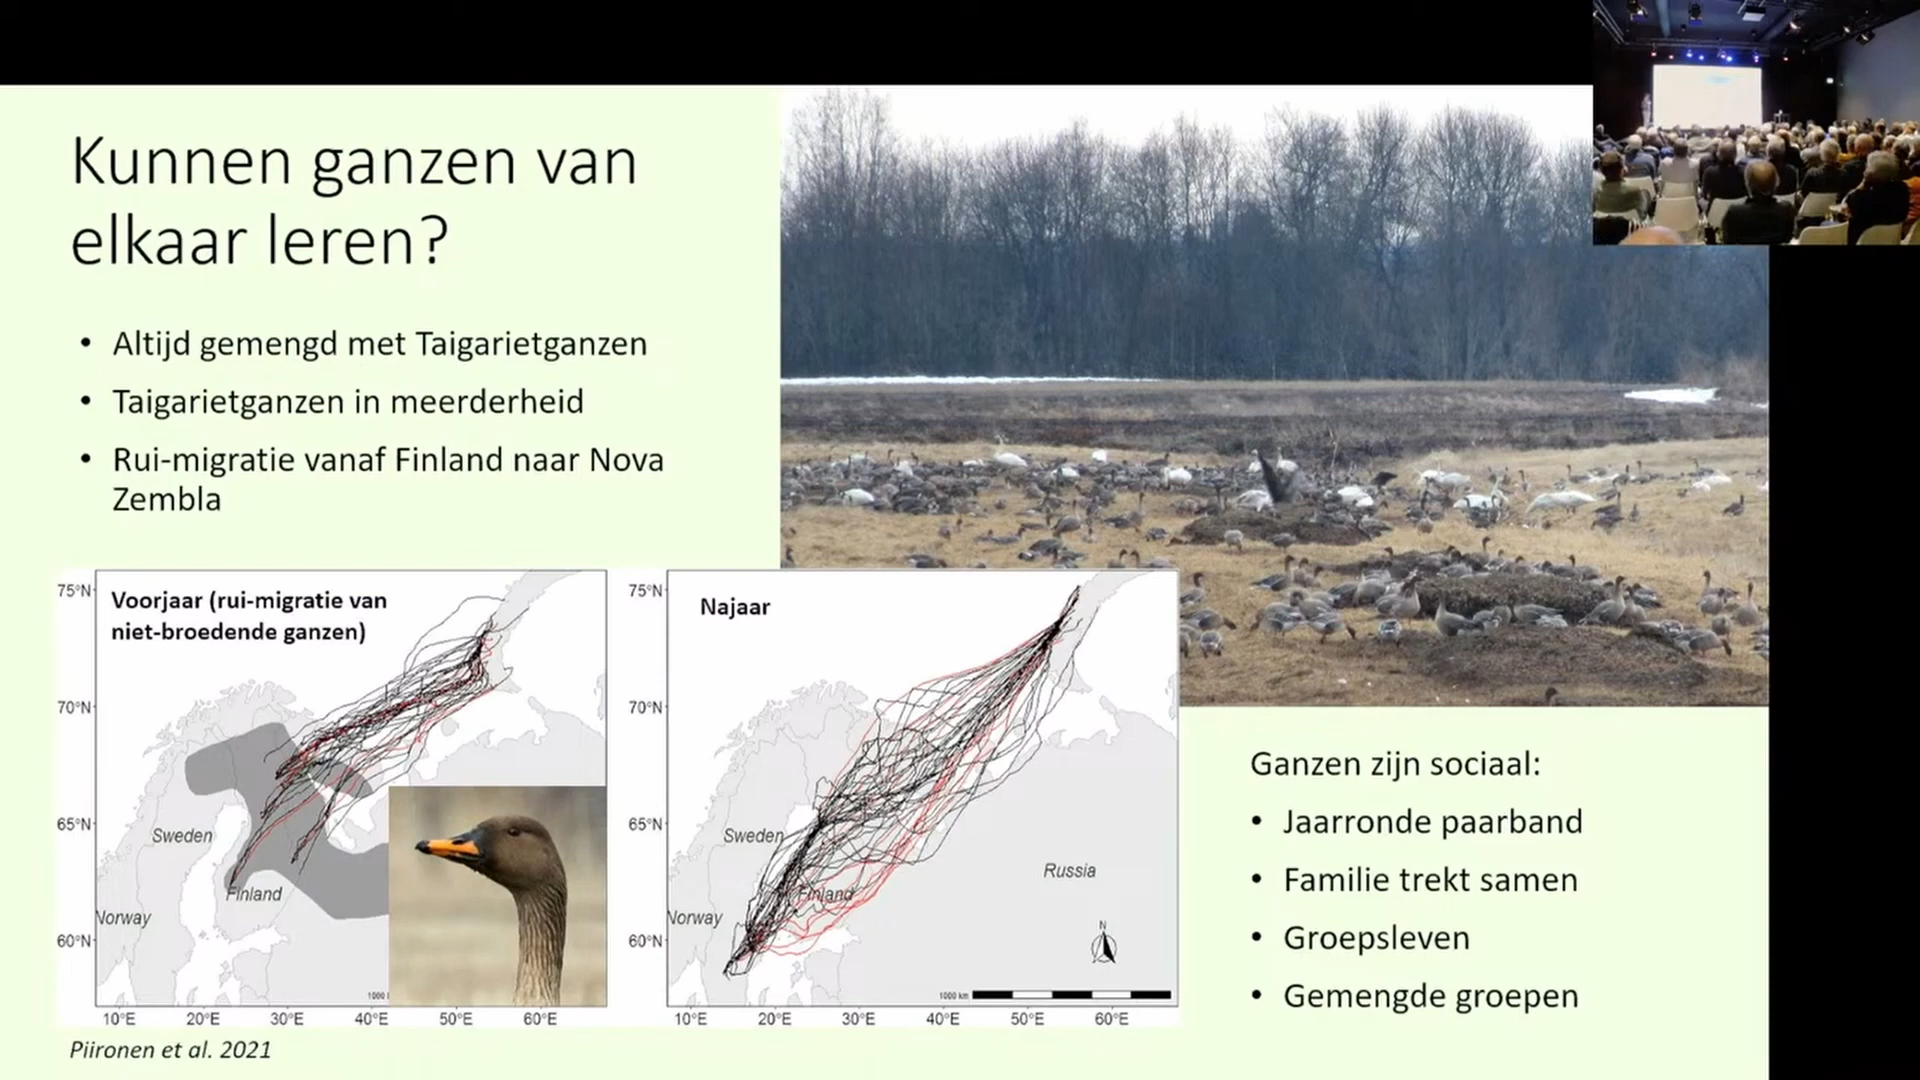 Kunnen ganzen van
elkaar leren?
• Altijd gemengd met Taigarietganzen
• Taigarietganzen in meerderheid
• Rui-migratie vanaf Finland naar Nova
Zembla
Voorjaar (rui-migratie van
niet-broedende ganzen)
75°N
70°N
65°N
60°N
Sweden
Finland
Norway
1000
10°E 20°E 30°E 40°E 50°E 60°E
Najaar
75°N
70°N
65°N
60°N
Sweden
Finland
Norway
Russia
N
1000 km
10°E 20°E 30°E 40°E 50°E 60°E
Piironen et al. 2021
Ganzen zijn sociaal:
• Jaarronde paarband
• Familie trekt samen
• Groepsleven
• Gemengde groepen